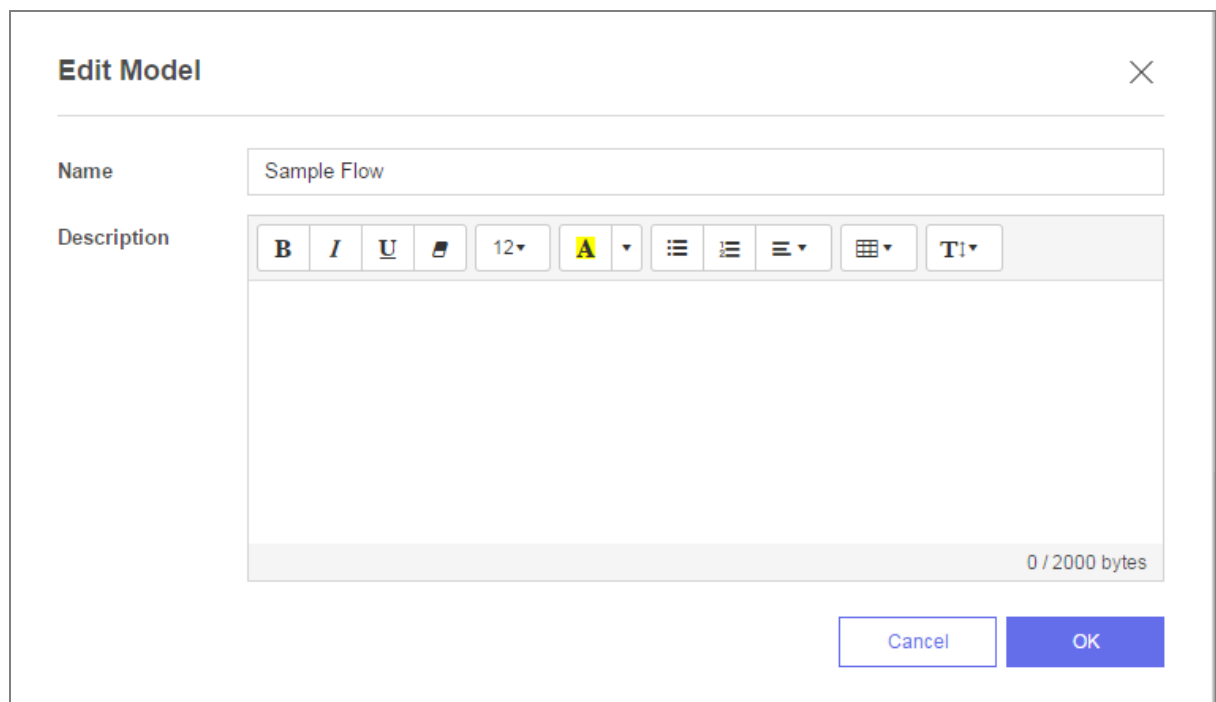 Edit Model
Name
Sample Flow
Description
B I U 12 A T
0 / 2000 bytes
Cancel
OK